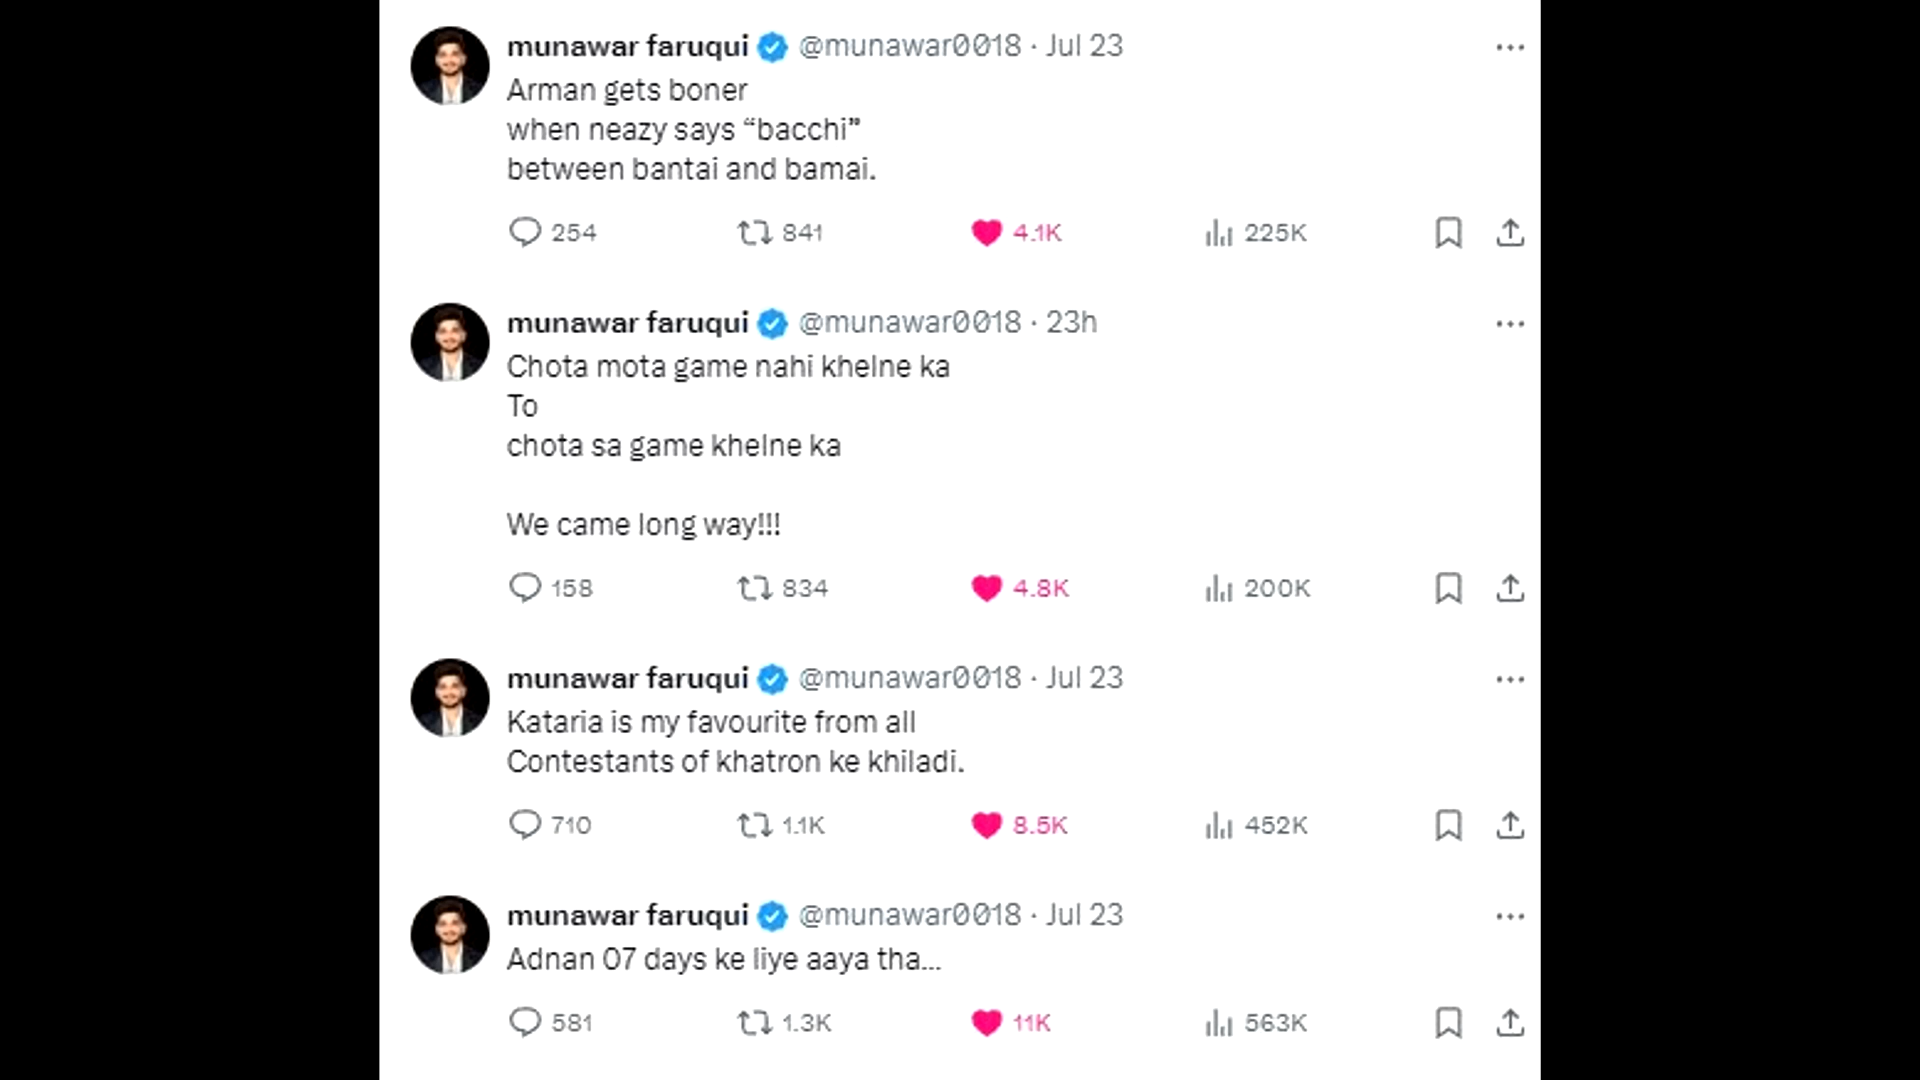 munawar faruqui @munawar0018 · Jul 23
Arman gets boner
when neazy says “bacchi”
between bantai and bamai.
254 841 4.1K 225K
munawar faruqui @munawar0018 · 23h
Chota mota game nahi khelne ka
To
chota sa game khelne ka
We came long way!!!
158 834 4.8K 200K
munawar faruqui @munawar0018 · Jul 23
Kataria is my favourite from all
Contestants of khatron ke khiladi.
710 1.1K 8.5K 452K
munawar faruqui @munawar0018 · Jul 23
Adnan 07 days ke liye aaya tha...
581 1.3K 11K 563K